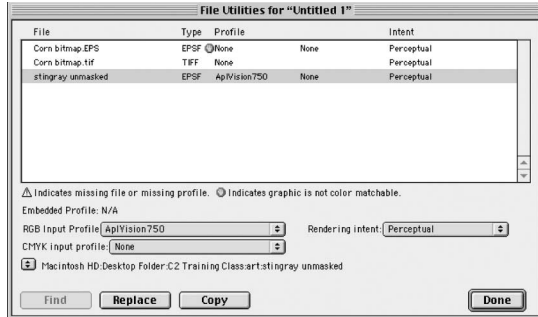 File Utilities for “Untitled 1”
File Type Profile Intent
Corn bitmap.EPS EPSF None None Perceptual
Corn bitmap.tif TIFF None Perceptual
stingray unmasked EPSF AplVision750 None Perceptual
Indicates missing file or missing profile. Indicates graphic is not color matchable.
Embedded Profile: N/A
RGB Input Profile AplVision750 Rendering intent: Perceptual
CMYK input profile: None
Macintosh HD:Desktop Folder:C2 Training Class:art:stingray unmasked
Find Replace Copy Done